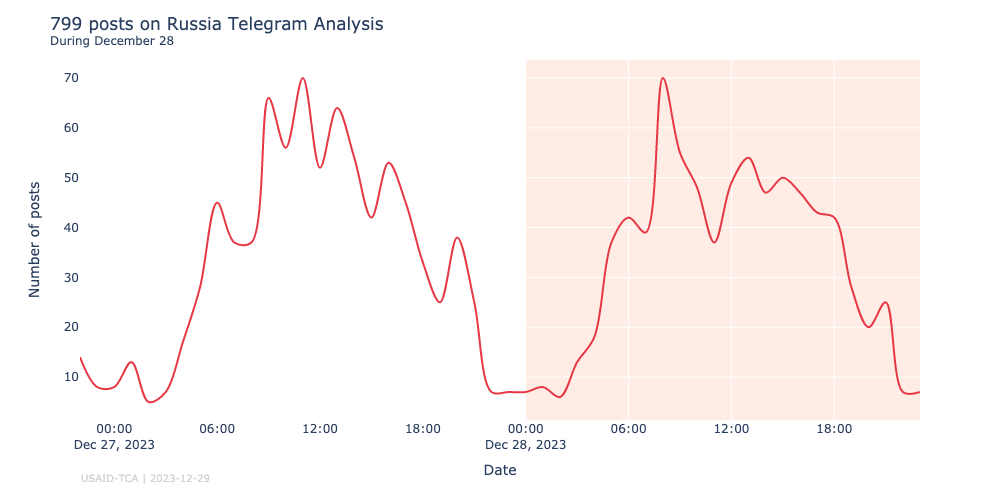 799 posts on Russia Telegram Analysis
During December 28
70
60
50
40
30
20
10
Number of posts
00:00
Dec 27, 2023
06:00
12:00
18:00
00:00
Dec 28, 2023
06:00
12:00
18:00
Date
USAID-TCA | 2023-12-29